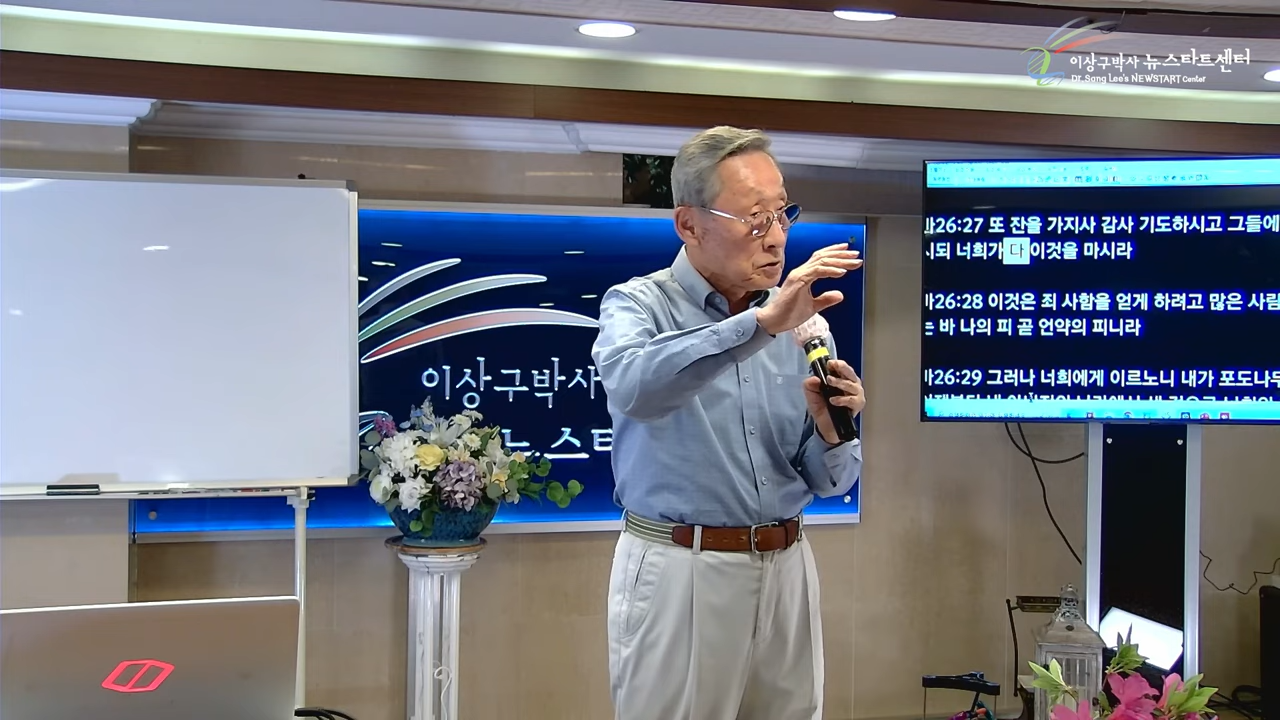 이상구박사 뉴스타트센터
Dr. Sang Lee's NEWSTART Center
이상구박사
뉴스타
26:27 또 잔을 가지사 감사 기도하시고 그들에
시되 너희가 다 이것을 마시라
26:28 이것은 죄 사함을 얻게 하려고 많은 사람
는 바 나의 피 곧 언약의 피니라
26:29 그러나 너희에게 이르노니 내가 포도나무